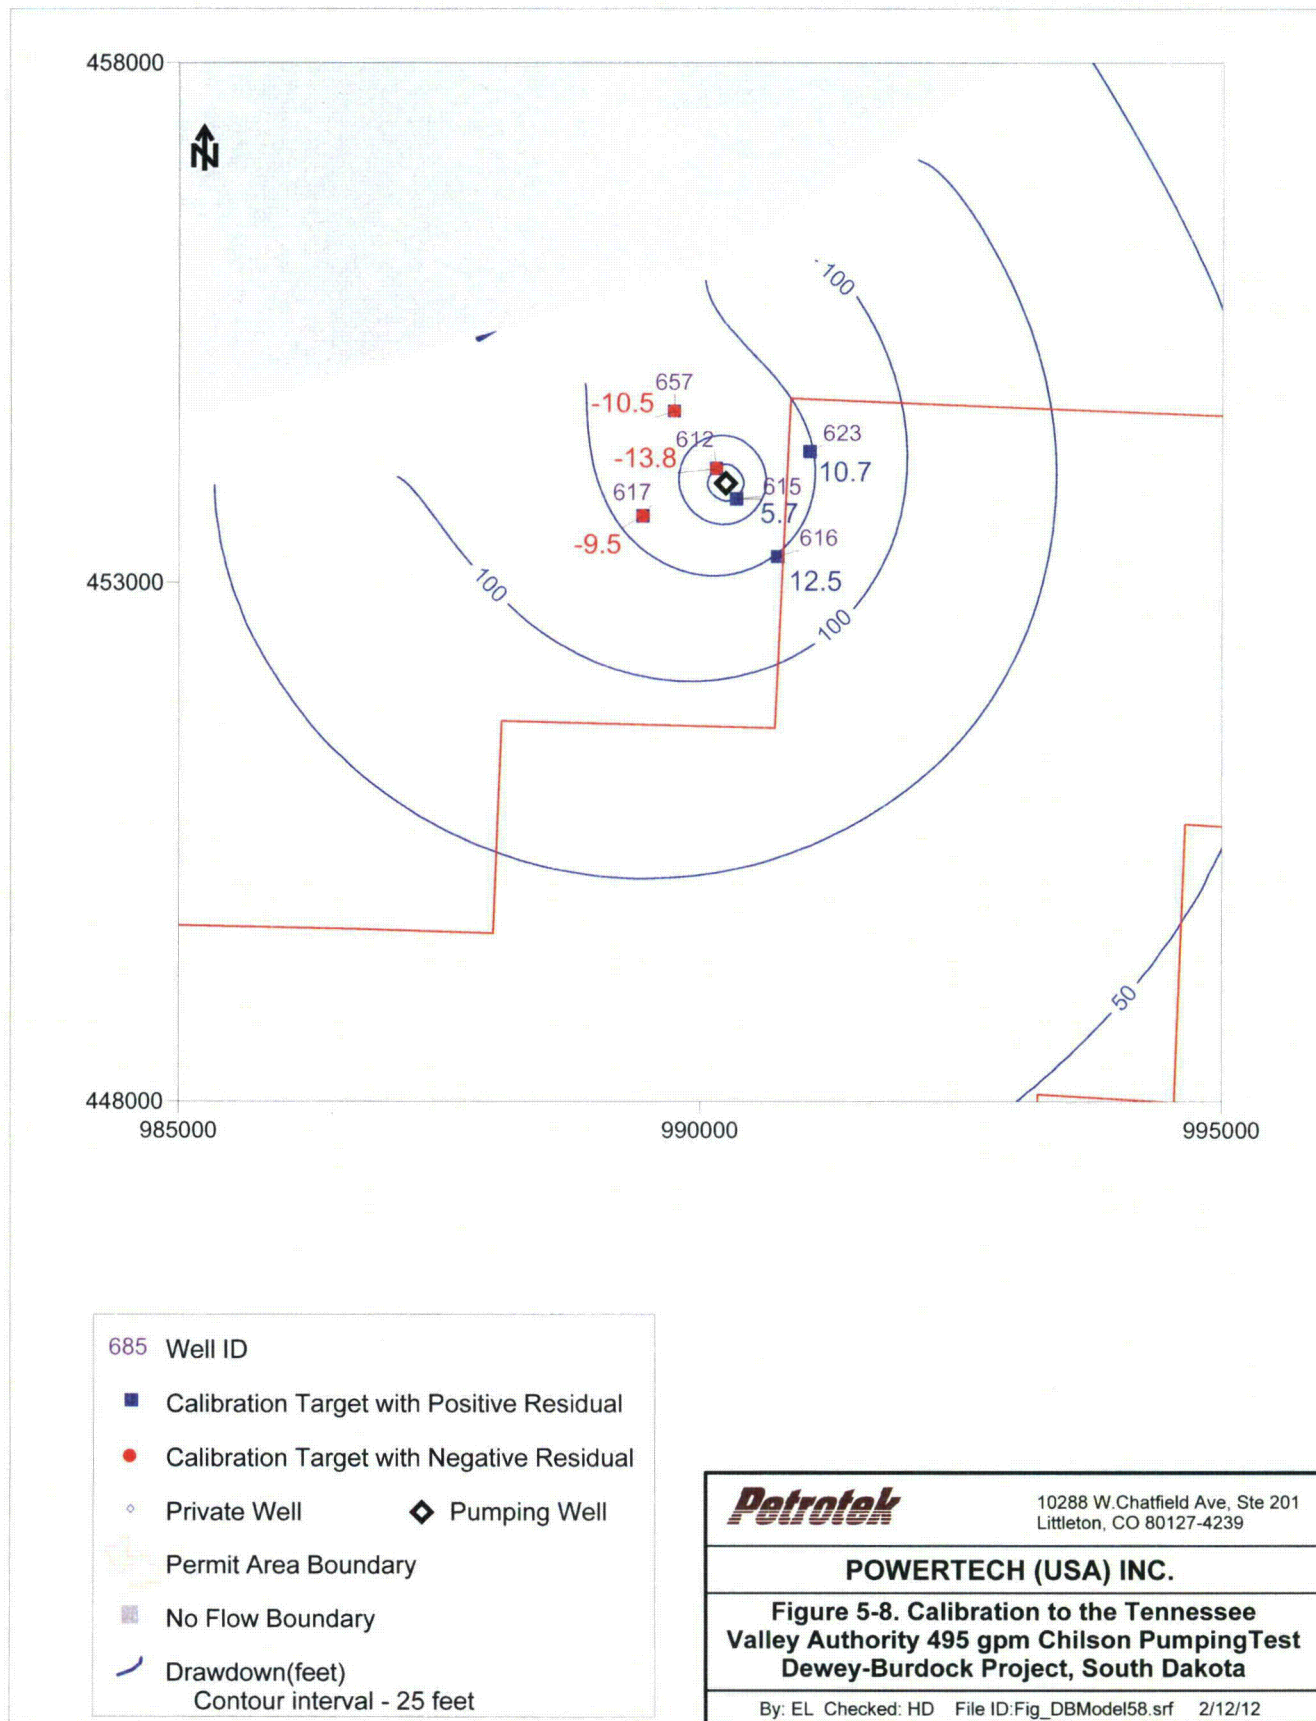 458000
N
100
657
-10.5
612
623
-13.8
10.7
617
615
5.7
616
-9.5
453000
100
12.5
100
50
448000
985000
990000
995000
685 Well ID
Calibration Target with Positive Residual
Calibration Target with Negative Residual
Private Well
Pumping Well
Permit Area Boundary
No Flow Boundary
Drawdown(feet)
Contour interval - 25 feet
Petrotek
10288 W.Chatfield Ave, Ste 201
Littleton, CO 80127-4239
POWERTECH (USA) INC.
Figure 5-8. Calibration to the Tennessee
Valley Authority 495 gpm Chilson PumpingTest
Dewey-Burdock Project, South Dakota
By: EL Checked: HD File ID:Fig_DBModel58.srf 2/12/12